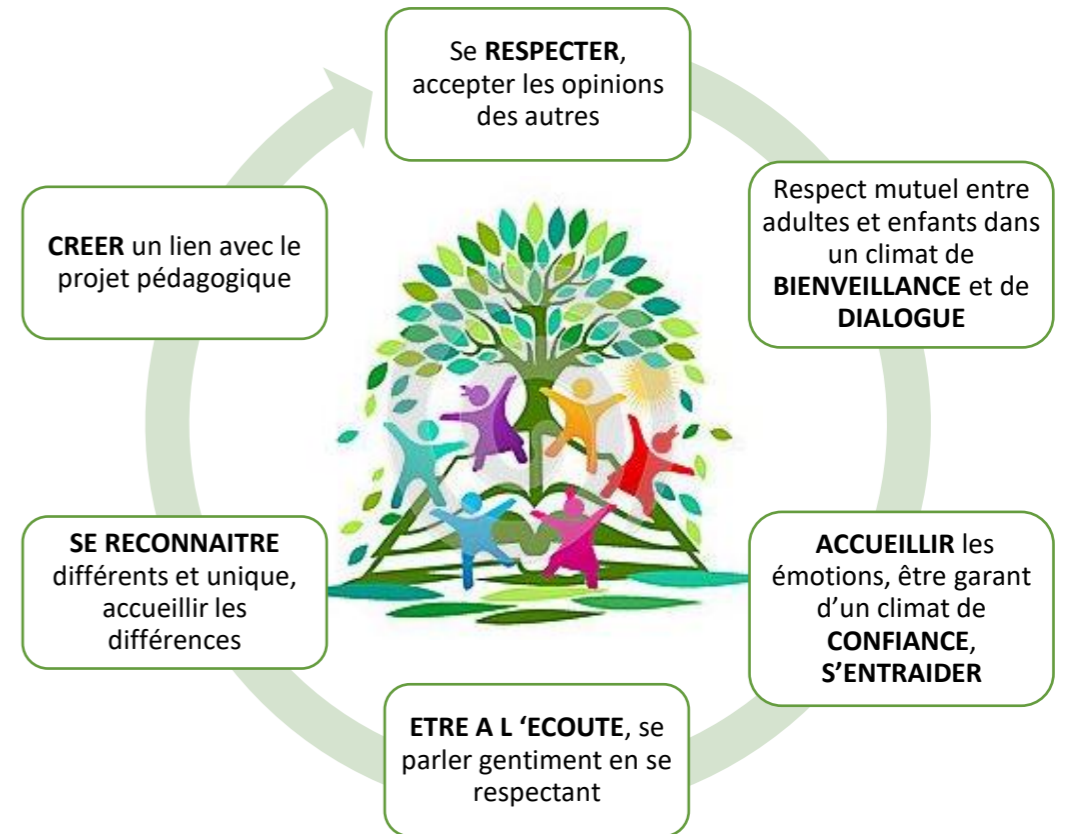 Se RESPECTER,
accepter les opinions
des autres
Respect mutuel entre
adultes et enfants dans
un climat de
BIENVEILLANCE et de
DIALOGUE
ACCUEILLIR les
émotions, être garant
d’un climat de
CONFIANCE,
S’ENTRAIDER
ETRE A L ‘ECOUTE, se
parler gentiment en se
respectant
SE RECONNAITRE
différents et unique,
accueillir les
différences
CREER un lien avec le
projet pédagogique